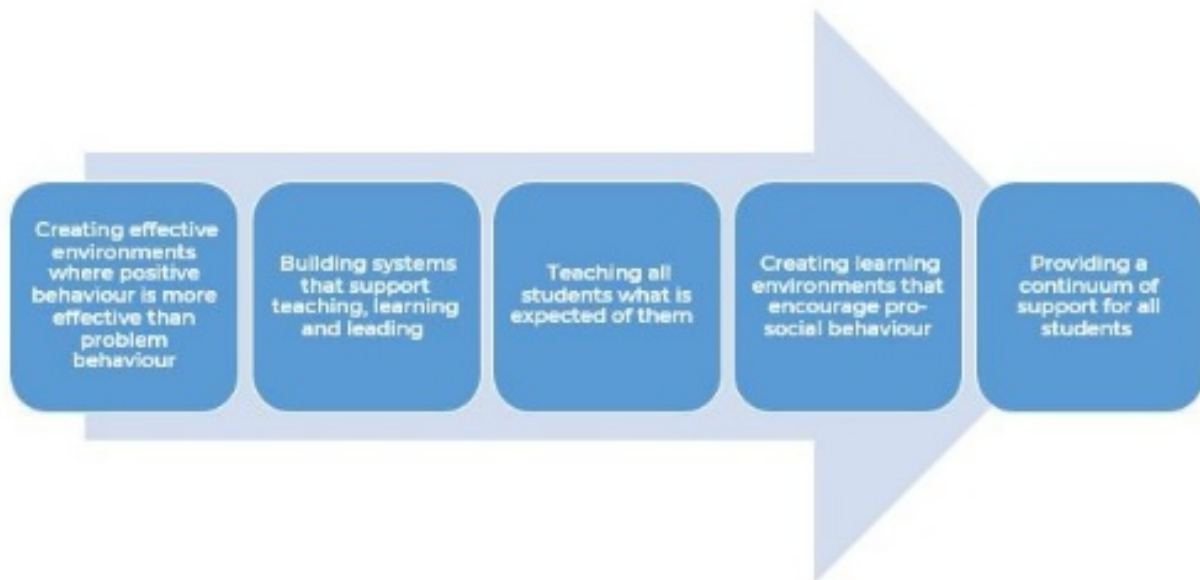 Creating effective
environments
where positive
behaviour is more
effective than
problem
behaviour
Building systems
that support
teaching, learning
and leading
Teaching all
students what is
expected of them
Creating learning
environments that
encourage pro-
social behaviour
Providing a
continuum of
support for all
students